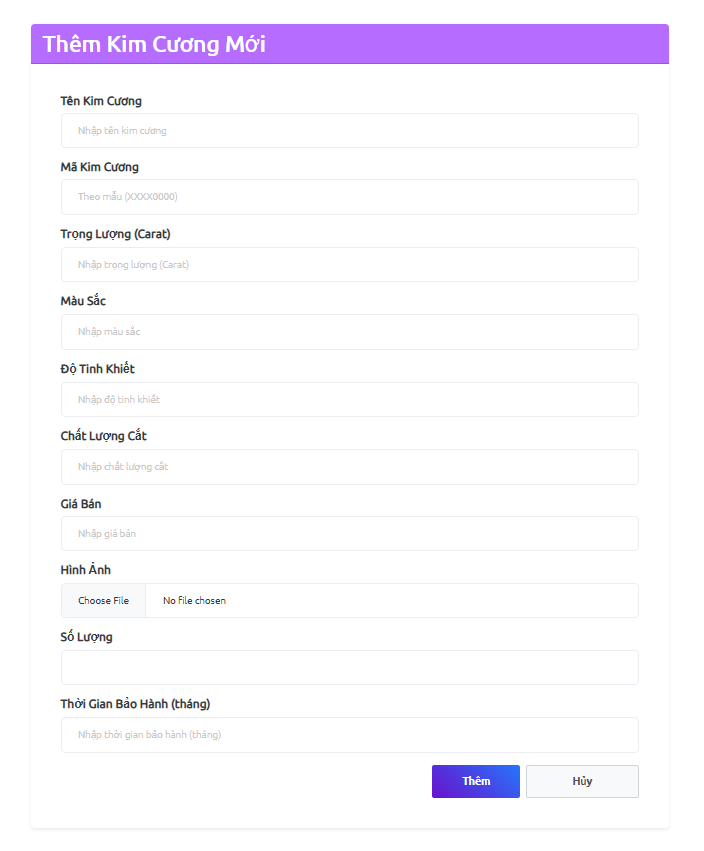 Thêm Kim Cương Mới
Tên Kim Cương
Nhập tên kim cương
Mã Kim Cương
Theo mẫu (XXXX0000)
Trọng Lượng (Carat)
Nhập trọng lượng (Carat)
Màu Sắc
Nhập màu sắc
Độ Tinh Khiết
Nhập độ tinh khiết
Chất Lượng Cắt
Nhập chất lượng cắt
Giá Bán
Nhập giá bán
Hình Ảnh
Choose File No file chosen
Số Lượng
Thời Gian Bảo Hành (tháng)
Nhập thời gian bảo hành (tháng)
Thêm Hủy